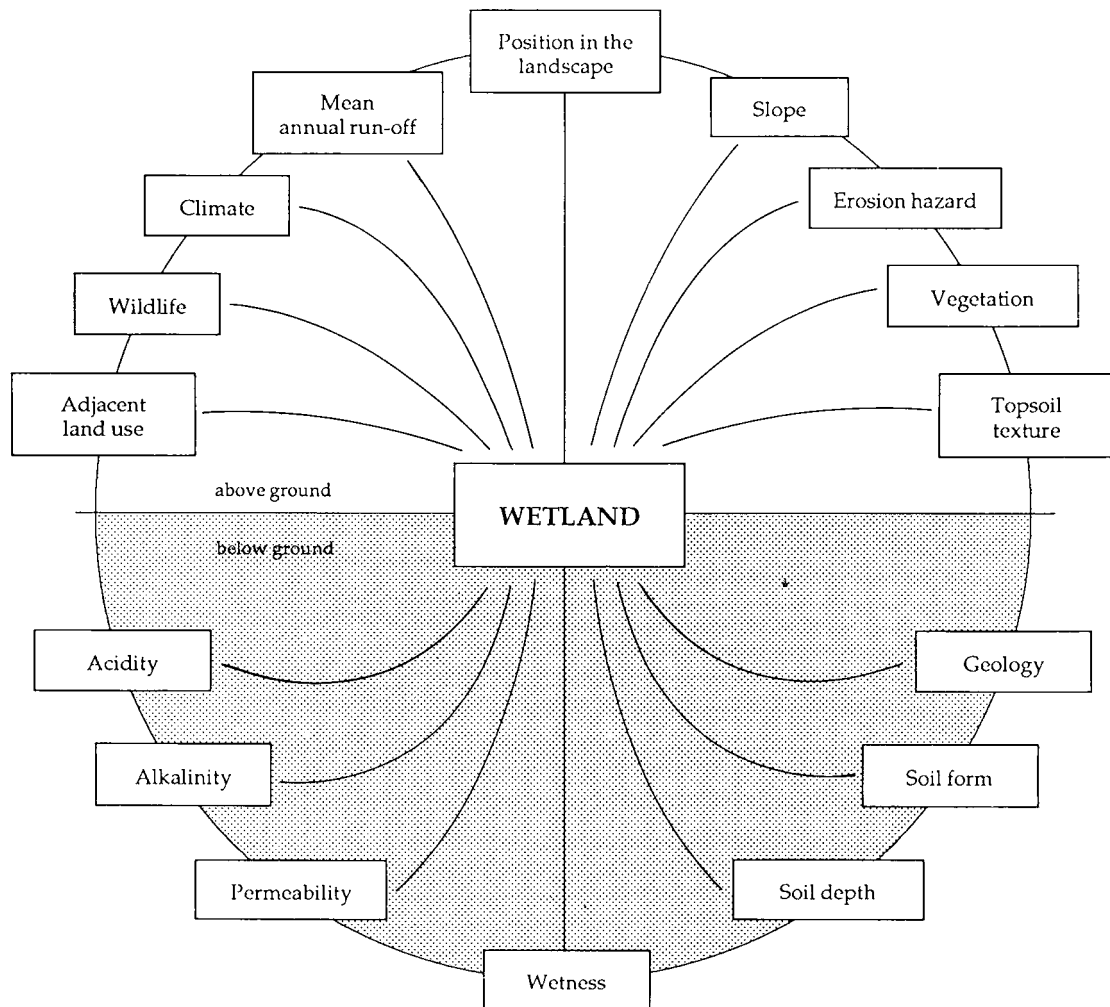 Position in the
landscape
Mean
annual run-off
Slope
Climate
Erosion hazard
Wildlife
Vegetation
Adjacent
land use
Topsoil
texture
above ground
WETLAND
below ground
Acidity
Geology
Alkalinity
Soil form
Permeability
Soil depth
Wetness